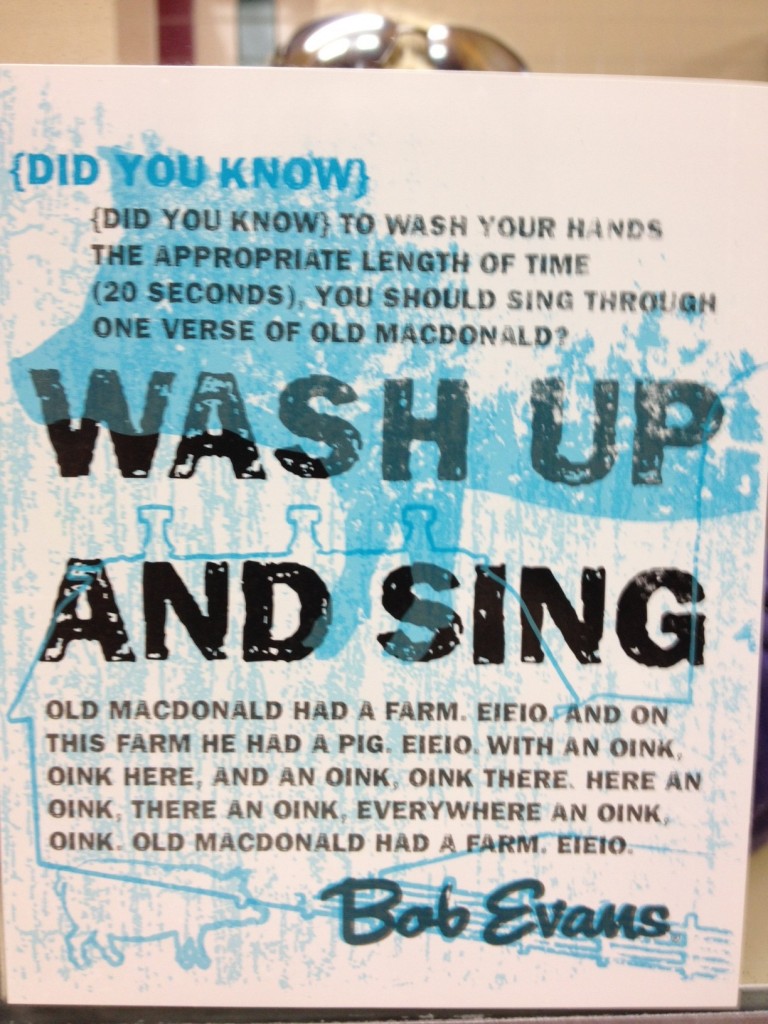 {DID YOU KNOW}
{DID YOU KNOW} TO WASH YOUR HANDS
THE APPROPRIATE LENGTH OF TIME
(20 SECONDS), YOU SHOULD SING THROUGH
ONE VERSE OF OLD MACDONALD?
WASH UP
AND SING
OLD MACDONALD HAD A FARM. EIEIO. AND ON
THIS FARM HE HAD A PIG. EIEIO. WITH AN OINK,
OINK HERE, AND AN OINK, OINK THERE. HERE AN
OINK, THERE AN OINK, EVERYWHERE AN OINK,
OINK. OLD MACDONALD HAD A FARM. EIEIO.
Bob Evans